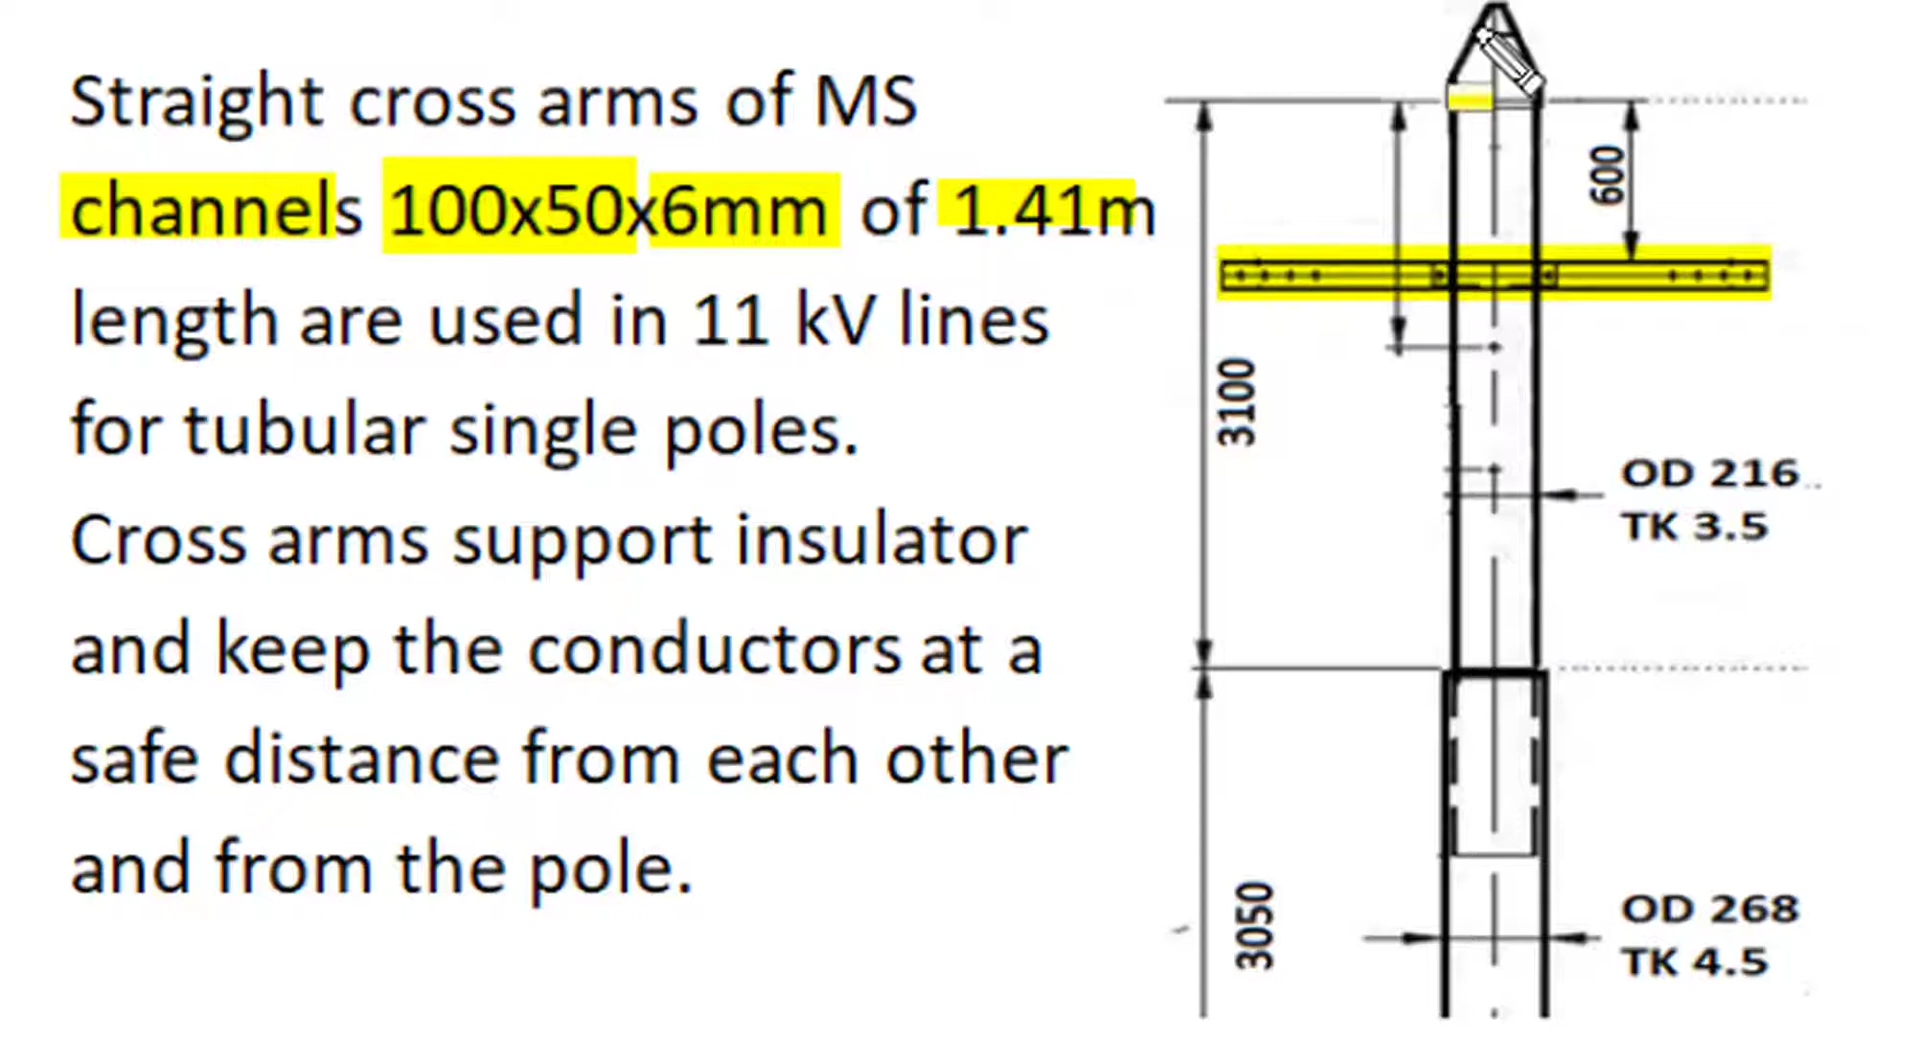 Straight cross arms of MS
channels 100x50x6mm of 1.41m
length are used in 11 kV lines
for tubular single poles.
Cross arms support insulator
and keep the conductors at a
safe distance from each other
and from the pole.
600
3100
OD 216
TK 3.5
3050
OD 268
TK 4.5